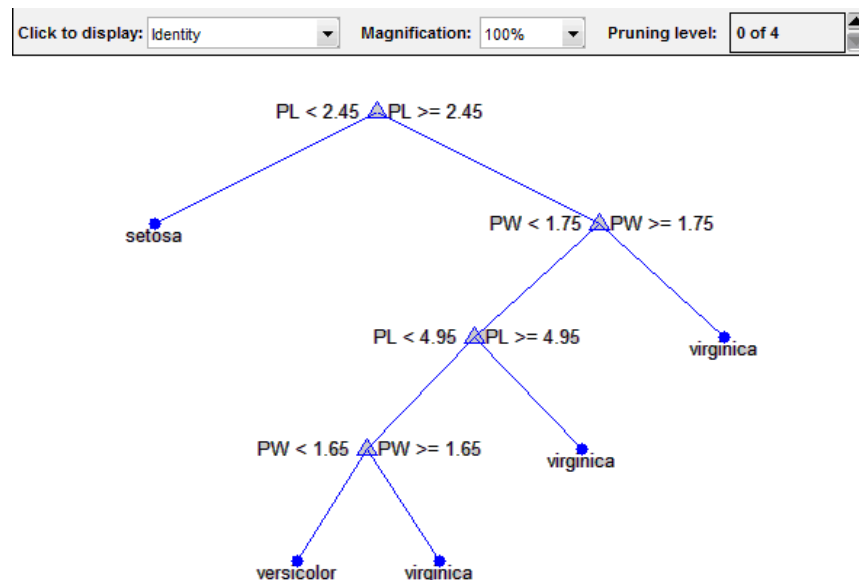 Click to display: Identity Magnification: 100% Pruning level: 0 of 4
PL < 2.45 PL >= 2.45
setosa
PW < 1.75 PW >= 1.75
PL < 4.95 PL >= 4.95
virginica
PW < 1.65 PW >= 1.65
virginica
versicolor virginica